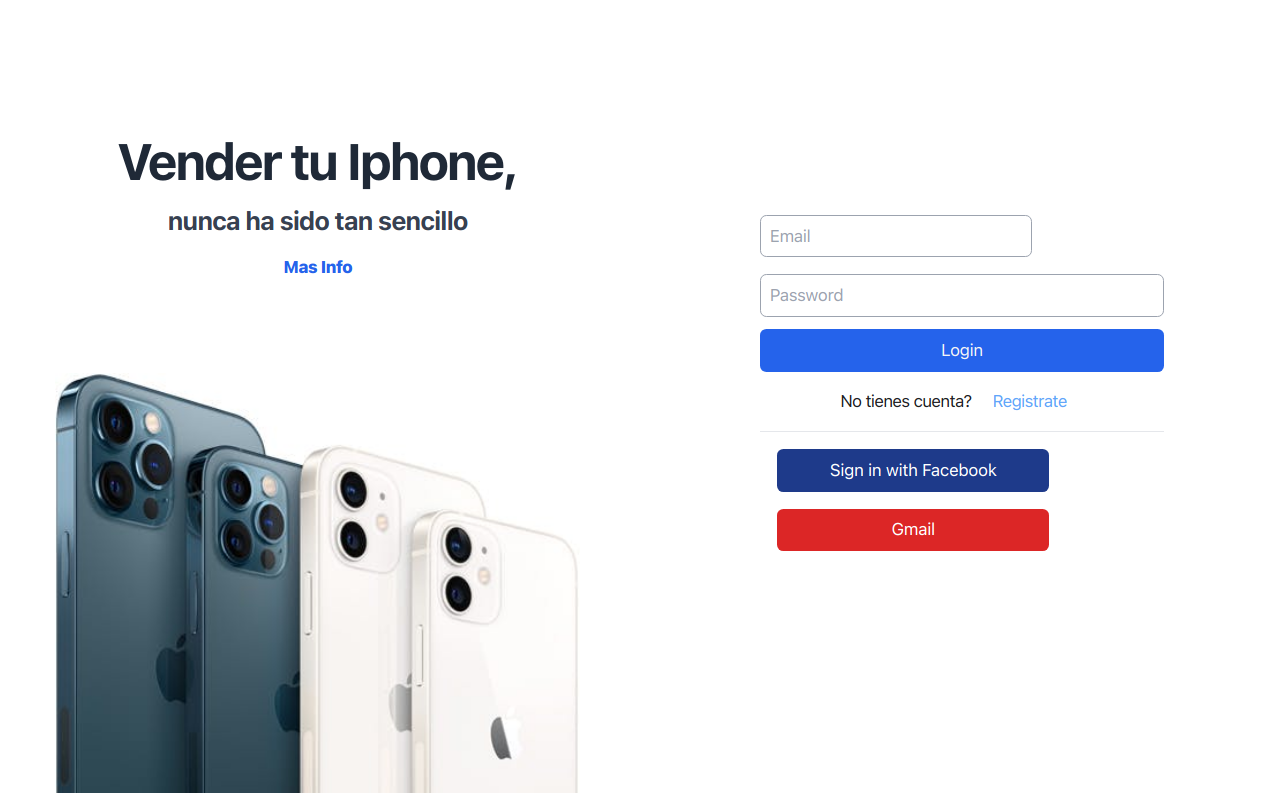 Vender tu Iphone,
nunca ha sido tan sencillo
Mas Info
Email
Password
Login
No tienes cuenta? Registrate
Sign in with Facebook
Gmail